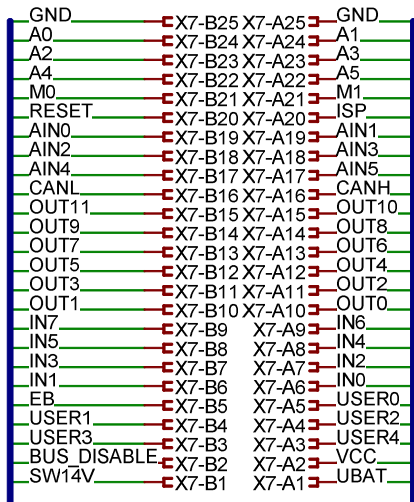 GND X7-B25 X7-A25 GND
A0 X7-B24 X7-A24 A1
A2 X7-B23 X7-A23 A3
A4 X7-B22 X7-A22 A5
M0 X7-B21 X7-A21 M1
RESET X7-B20 X7-A20 ISP
AIN0 X7-B19 X7-A19 AIN1
AIN2 X7-B18 X7-A18 AIN3
AIN4 X7-B17 X7-A17 AIN5
CANL X7-B16 X7-A16 CANH
OUT11 X7-B15 X7-A15 OUT10
OUT9 X7-B14 X7-A14 OUT8
OUT7 X7-B13 X7-A13 OUT6
OUT5 X7-B12 X7-A12 OUT4
OUT3 X7-B11 X7-A11 OUT2
OUT1 X7-B10 X7-A10 OUT0
IN7 X7-B9 X7-A9 IN6
IN5 X7-B8 X7-A8 IN4
IN3 X7-B7 X7-A7 IN2
IN1 X7-B6 X7-A6 IN0
EB X7-B5 X7-A5 USER0
USER1 X7-B4 X7-A4 USER2
USER3 X7-B3 X7-A3 USER4
BUS_DISABLE X7-B2 X7-A2 VCC
SW14V X7-B1 X7-A1 UBAT